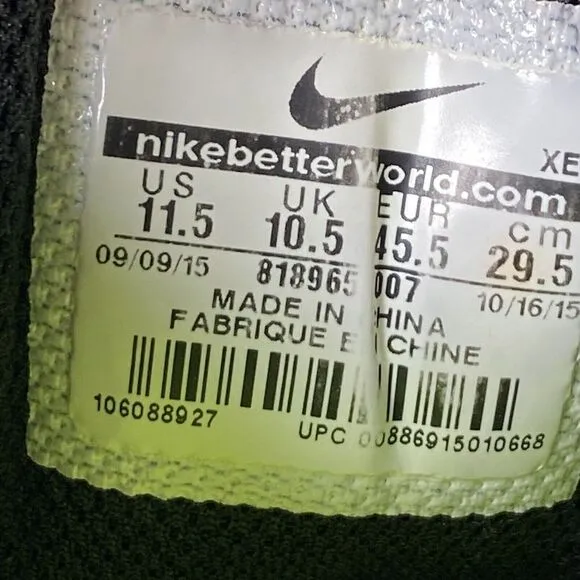 nikebetterworld.com
XE
US UK EUR cm
11.5 10.5 45.5 29.5
09/09/15 818965 007 10/16/15
MADE IN CHINA
FABRIQUE EN CHINE
106088927
UPC 00886915010668